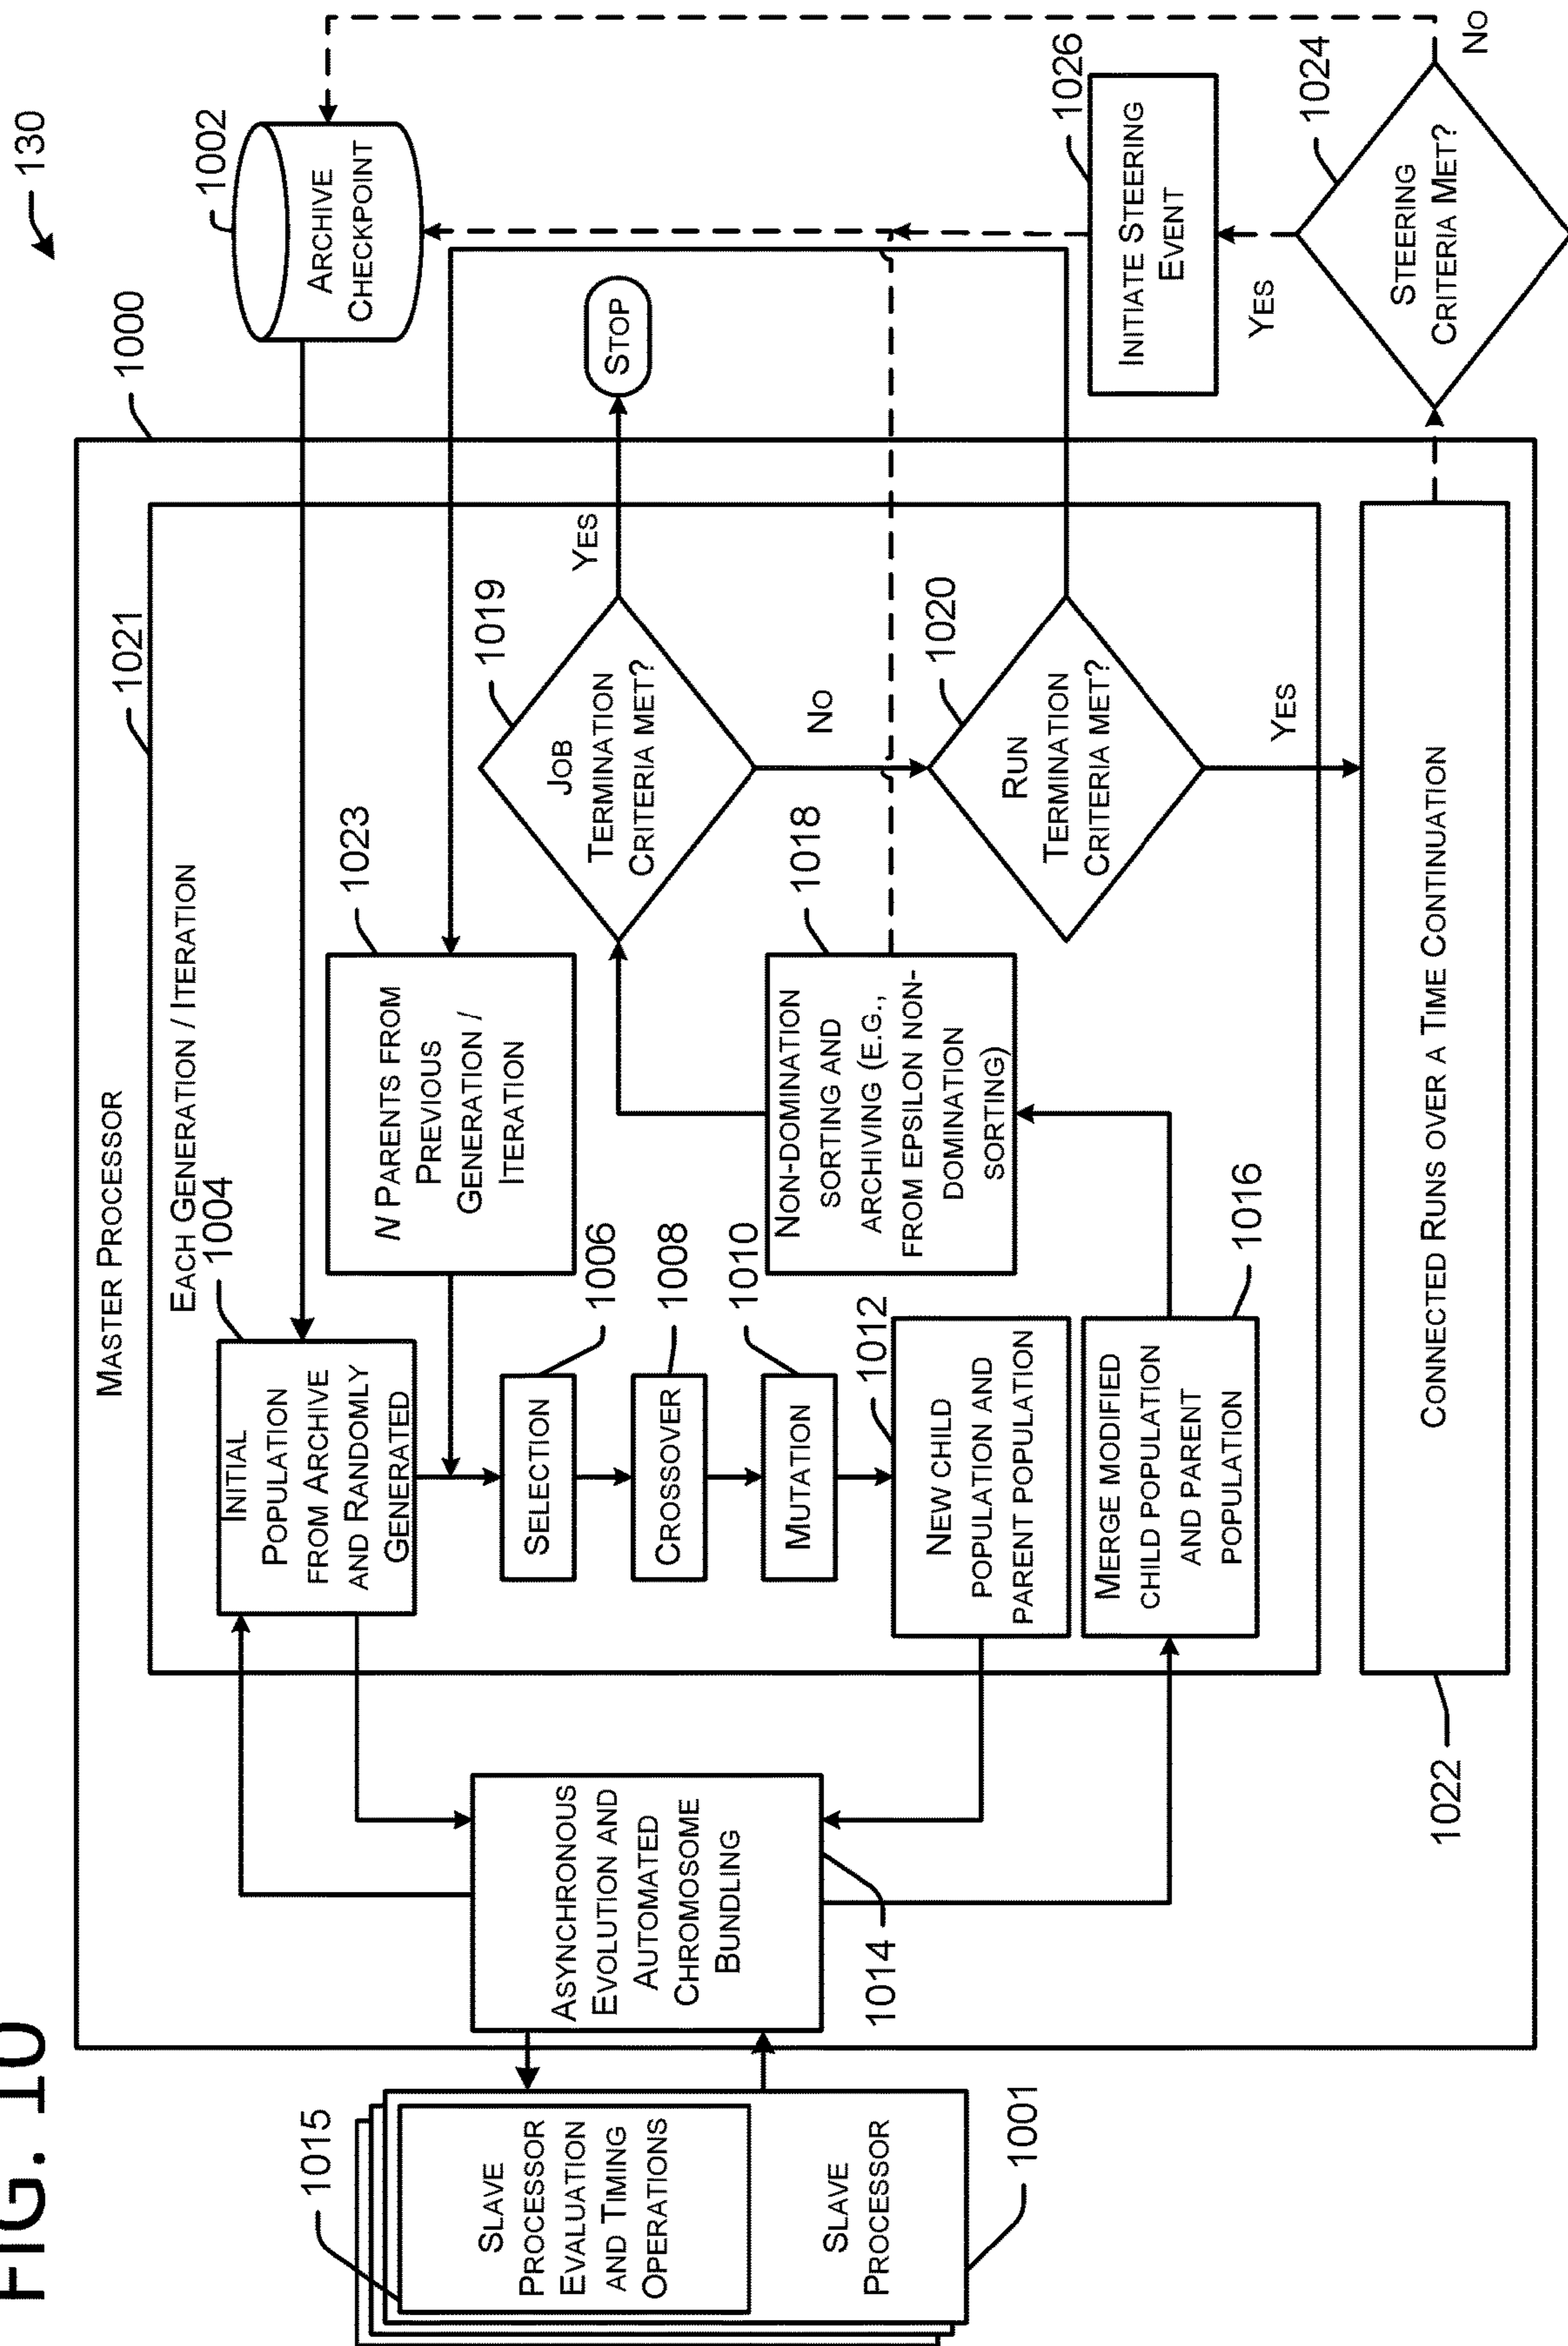 FIG. 10
130
MASTER PROCESSOR
1000
EACH GENERATION / ITERATION
1021
1002
ARCHIVE
CHECKPOINT
1004
INITIAL
POPULATION
FROM ARCHIVE
AND RANDOMLY
GENERATED
1023
N PARENTS FROM
PREVIOUS
GENERATION /
ITERATION
SELECTION
1006
CROSSOVER
1008
MUTATION
1010
1012
NEW CHILD
POPULATION AND
PARENT POPULATION
MERGE MODIFIED
CHILD POPULATION
AND PARENT
POPULATION
1016
NON-DOMINATION
SORTING AND
ARCHIVING (E.G.,
FROM EPSILON NON-
DOMINATION
SORTING)
1018
1019
JOB
TERMINATION
CRITERIA MET?
YES
STOP
NO
1020
RUN
TERMINATION
CRITERIA MET?
YES
ASYNCHRONOUS
EVOLUTION AND
AUTOMATED
CHROMOSOME
BUNDLING
1014
1015
SLAVE
PROCESSOR
EVALUATION
AND TIMING
OPERATIONS
SLAVE
PROCESSOR
1001
1022
CONNECTED RUNS OVER A TIME CONTINUATION
1026
INITIATE STEERING
EVENT
YES
1024
STEERING
CRITERIA MET?
NO